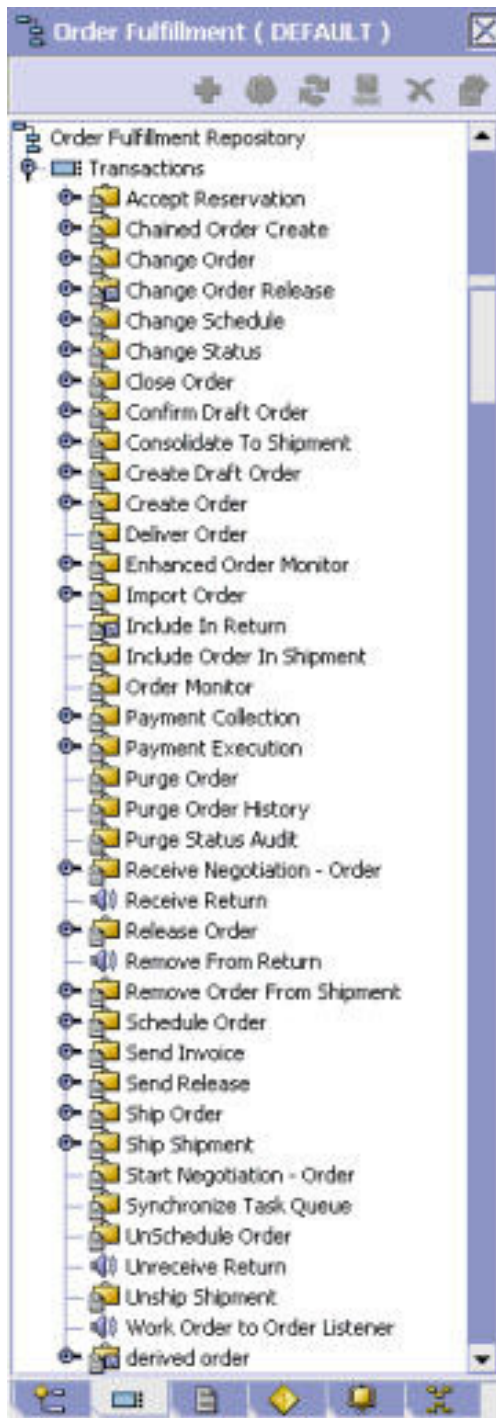 Order Fulfillment ( DEFAULT )
Order Fulfillment Repository
Transactions
Accept Reservation
Chained Order Create
Change Order
Change Order Release
Change Schedule
Change Status
Close Order
Confirm Draft Order
Consolidate To Shipment
Create Draft Order
Create Order
Deliver Order
Enhanced Order Monitor
Import Order
Include In Return
Include Order In Shipment
Order Monitor
Payment Collection
Payment Execution
Purge Order
Purge Order History
Purge Status Audit
Receive Negotiation - Order
Receive Return
Release Order
Remove From Return
Remove Order From Shipment
Schedule Order
Send Invoice
Send Release
Ship Order
Ship Shipment
Start Negotiation - Order
Synchronize Task Queue
UnSchedule Order
Unreceive Return
Unship Shipment
Work Order to Order Listener
derived order